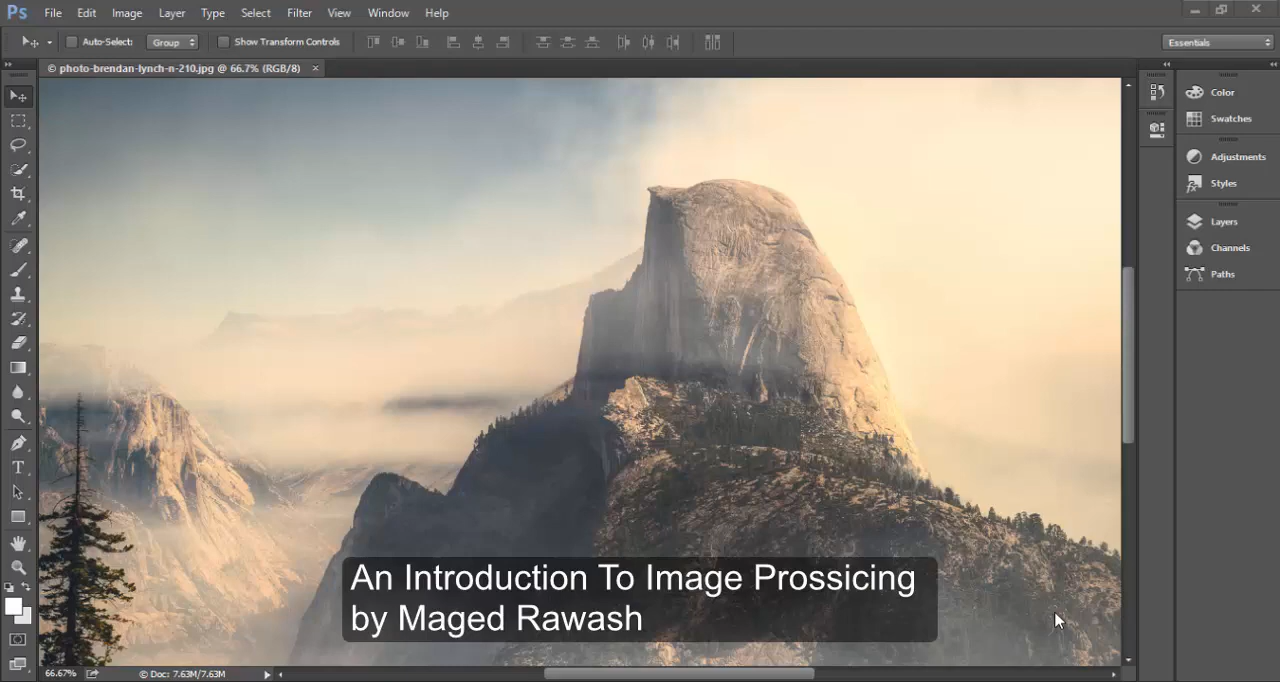 Ps File Edit Image Layer Type Select Filter View Window Help
Auto-Select: Group Show Transform Controls Essentials
© photo-brendan-lynch-n-210.jpg @ 66.7% (RGB/8) ×
Color
Swatches
Adjustments
Styles
Layers
Channels
Paths
An Introduction To Image Prossicing
by Maged Rawash
66.67% © Doc: 7.63M/7.63M